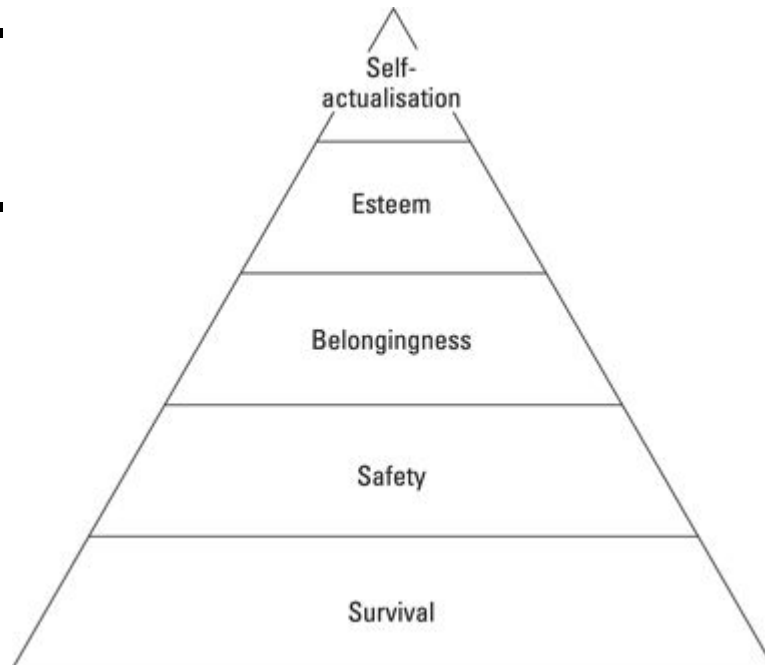 Self-
actualisation
Esteem
Belongingness
Safety
Survival